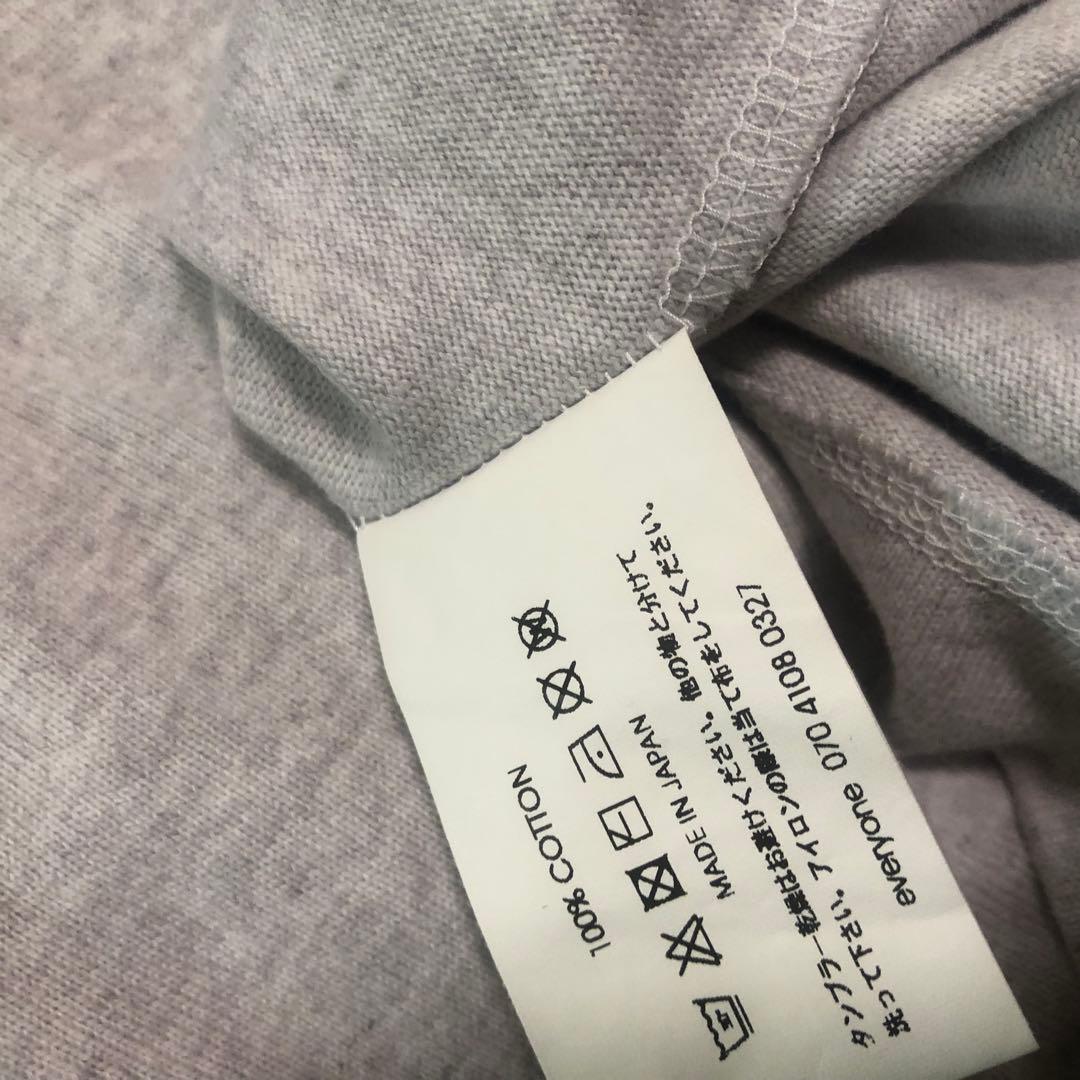 100% COTTON
MADE IN JAPAN
タンブラー乾燥はお避けください。他の物と分けて
洗って下さい。アイロンの際は当て布をしてください。
everyone 070 4108 0327